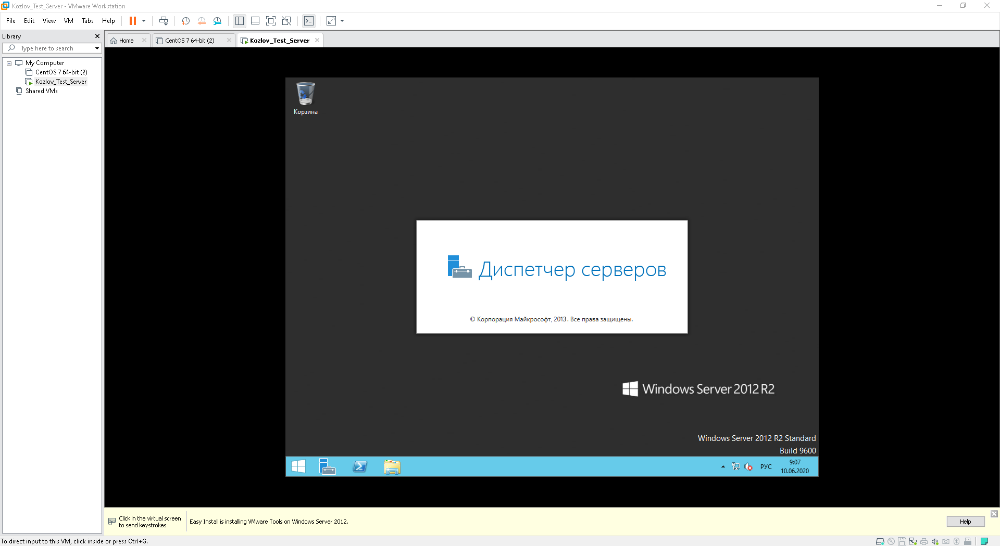 Kozlov_Test_Server - VMware Workstation
File Edit View VM Tabs Help
Library
Type here to search
My Computer
CentOS 7 64-bit (2)
Kozlov_Test_Server
Shared VMs
Home CentOS 7 64-bit (2) Kozlov_Test_Server
Корзина
Диспетчер серверов
© Корпорация Майкрософт, 2013. Все права защищены.
Windows Server 2012 R2
Windows Server 2012 R2 Standard
Build 9600
РУС
9:07
10.06.2020
Click in the virtual screen
to send keystrokes
Easy Install is installing VMware Tools on Windows Server 2012.
Help
To direct input to this VM, click inside or press Ctrl+G.